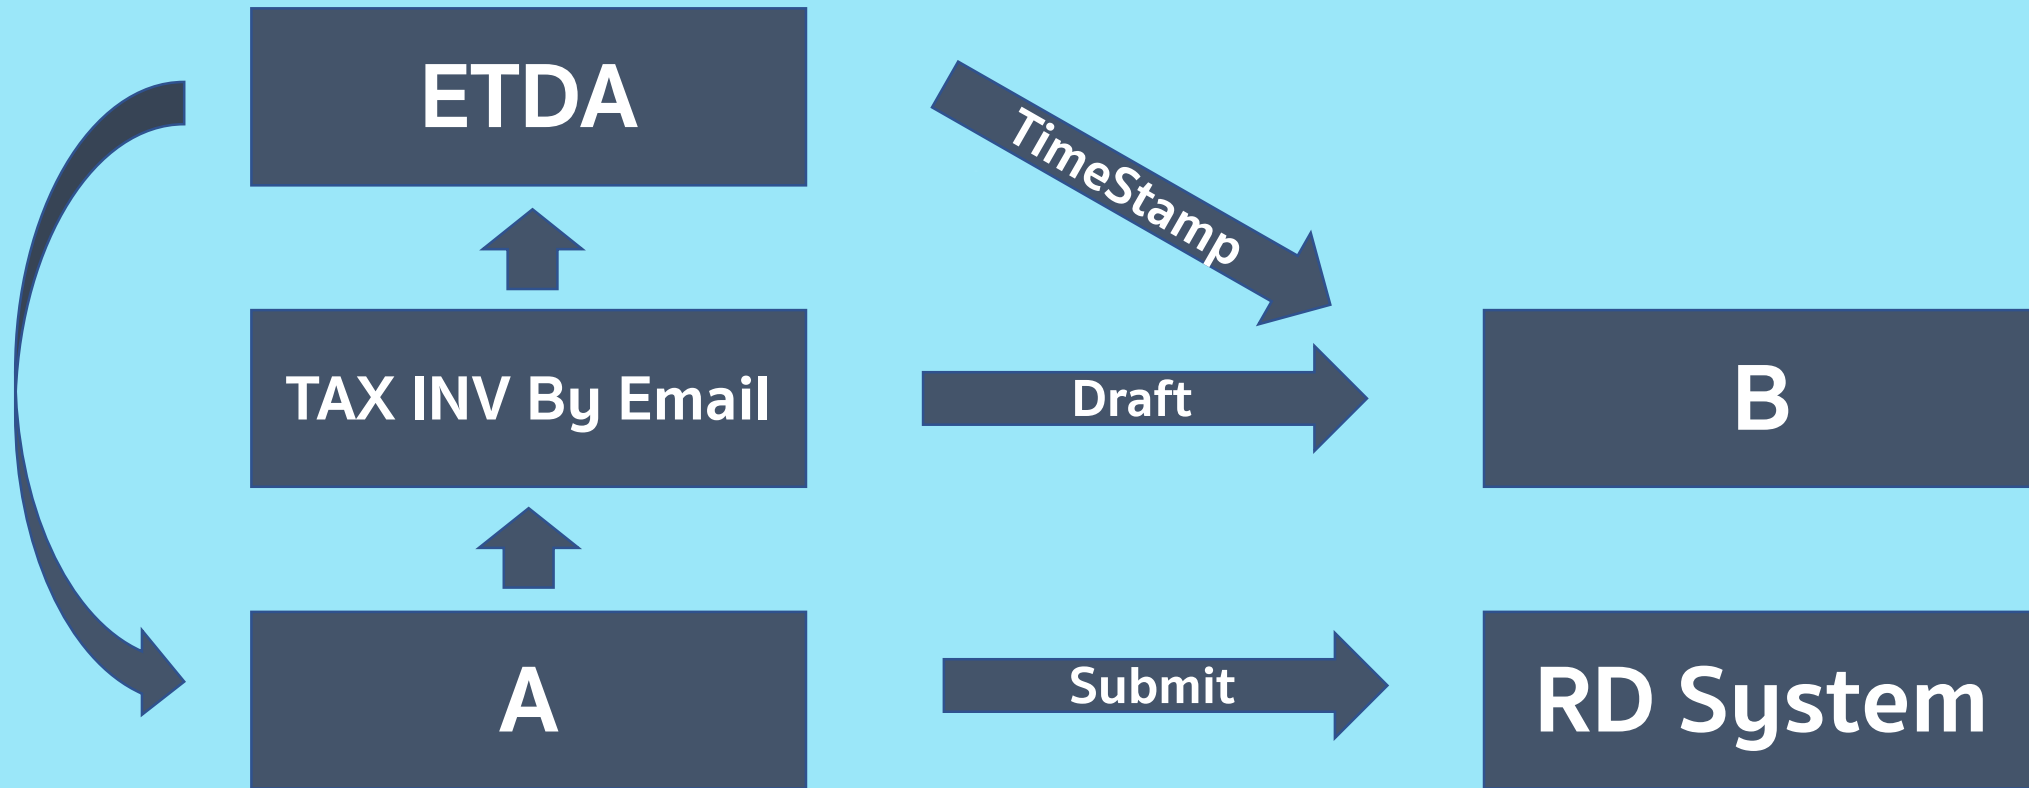 ETDA
TimeStamp
TAX INV By Email
Draft
B
A
Submit
RD System